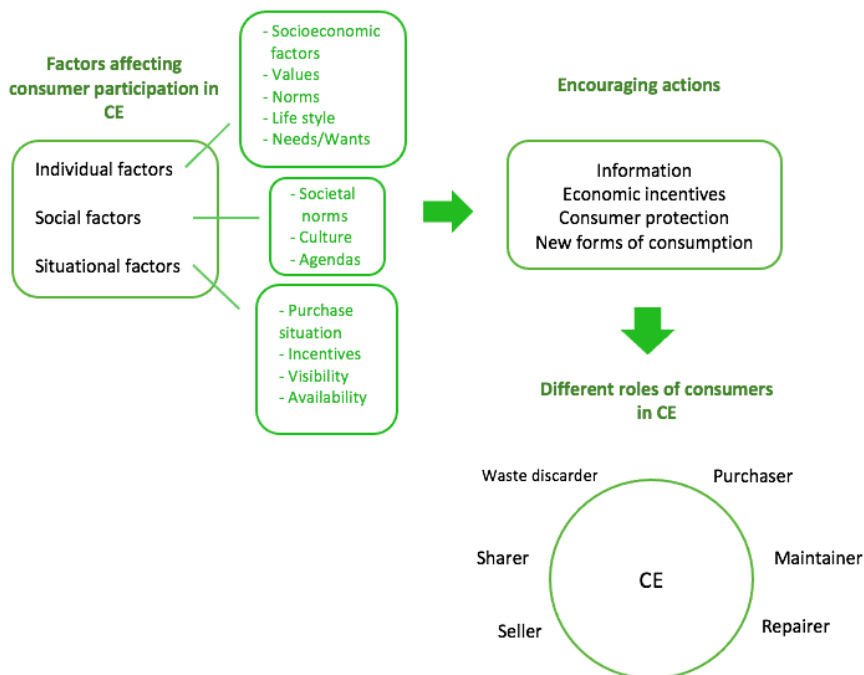 Factors affecting
consumer participation in
CE
Individual factors
Social factors
Situational factors
- Socioeconomic
factors
- Values
- Norms
- Life style
- Needs/Wants
- Societal
norms
- Culture
- Agendas
- Purchase
situation
- Incentives
- Visibility
- Availability
Encouraging actions
Information
Economic incentives
Consumer protection
New forms of consumption
Different roles of consumers
in CE
Waste discarder
Purchaser
Sharer
Maintainer
CE
Seller
Repairer